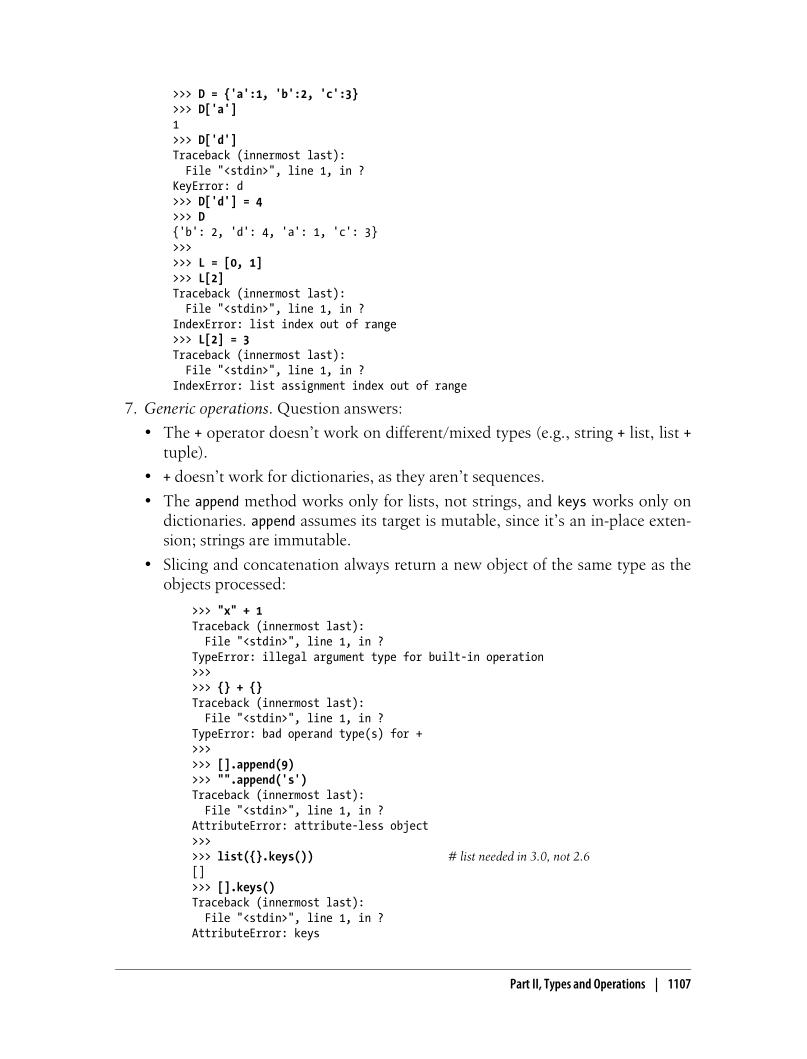 >>> D = {'a':1, 'b':2, 'c':3}
>>> D['a']
1
>>> D['d']
Traceback (innermost last):
  File "<stdin>", line 1, in ?
KeyError: d
>>> D['d'] = 4
>>> D
{'b': 2, 'd': 4, 'a': 1, 'c': 3}
>>>
>>> L = [0, 1]
>>> L[2]
Traceback (innermost last):
  File "<stdin>", line 1, in ?
IndexError: list index out of range
>>> L[2] = 3
Traceback (innermost last):
  File "<stdin>", line 1, in ?
IndexError: list assignment index out of range
7. Generic operations. Question answers:
• The + operator doesn’t work on different/mixed types (e.g., string + list, list +
tuple).
• + doesn’t work for dictionaries, as they aren’t sequences.
• The append method works only for lists, not strings, and keys works only on
dictionaries. append assumes its target is mutable, since it’s an in-place exten-
sion; strings are immutable.
• Slicing and concatenation always return a new object of the same type as the
objects processed:
>>> "x" + 1
Traceback (innermost last):
  File "<stdin>", line 1, in ?
TypeError: illegal argument type for built-in operation
>>>
>>> {} + {}
Traceback (innermost last):
  File "<stdin>", line 1, in ?
TypeError: bad operand type(s) for +
>>>
>>> [].append(9)
>>> "".append('s')
Traceback (innermost last):
  File "<stdin>", line 1, in ?
AttributeError: attribute-less object
>>>
>>> list({}.keys()) # list needed in 3.0, not 2.6
[]
>>> [].keys()
Traceback (innermost last):
  File "<stdin>", line 1, in ?
AttributeError: keys
Part II, Types and Operations | 1107